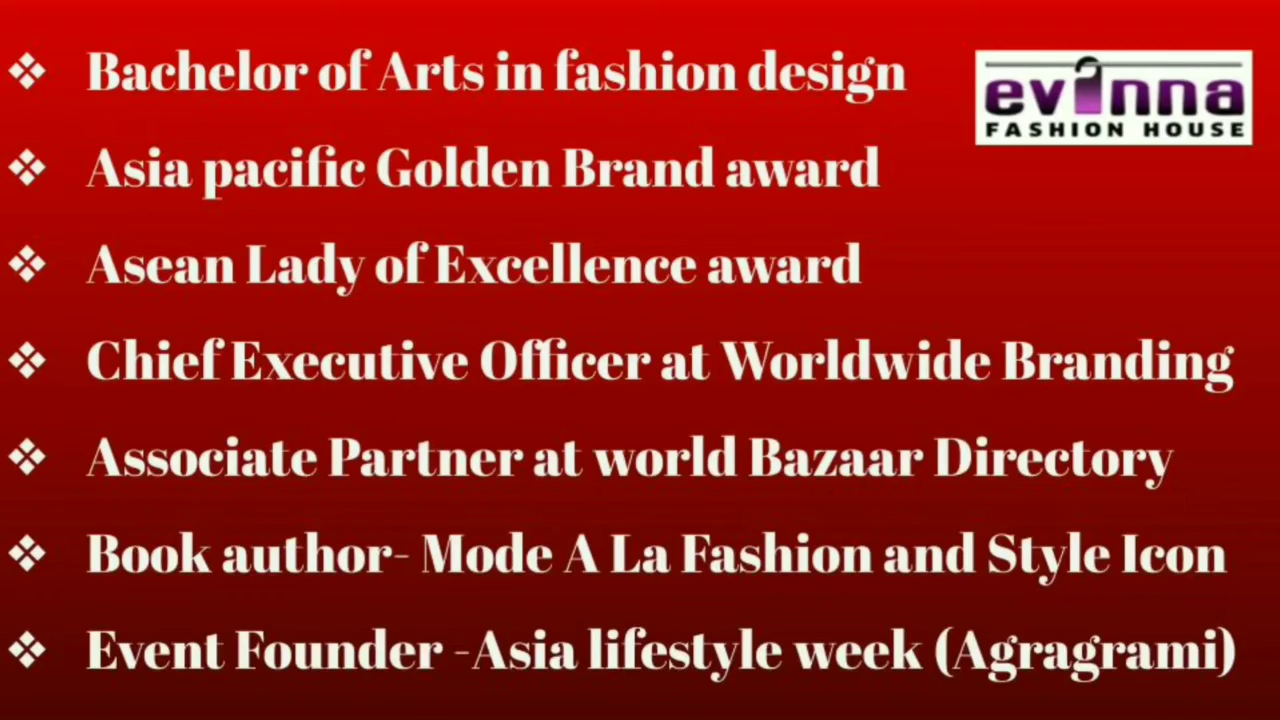 ❖ Bachelor of Arts in fashion design
evinna
FASHION HOUSE
❖ Asia pacific Golden Brand award
❖ Asean Lady of Excellence award
❖ Chief Executive Officer at Worldwide Branding
❖ Associate Partner at world Bazaar Directory
❖ Book author- Mode A La Fashion and Style Icon
❖ Event Founder -Asia lifestyle week (Agragrami)